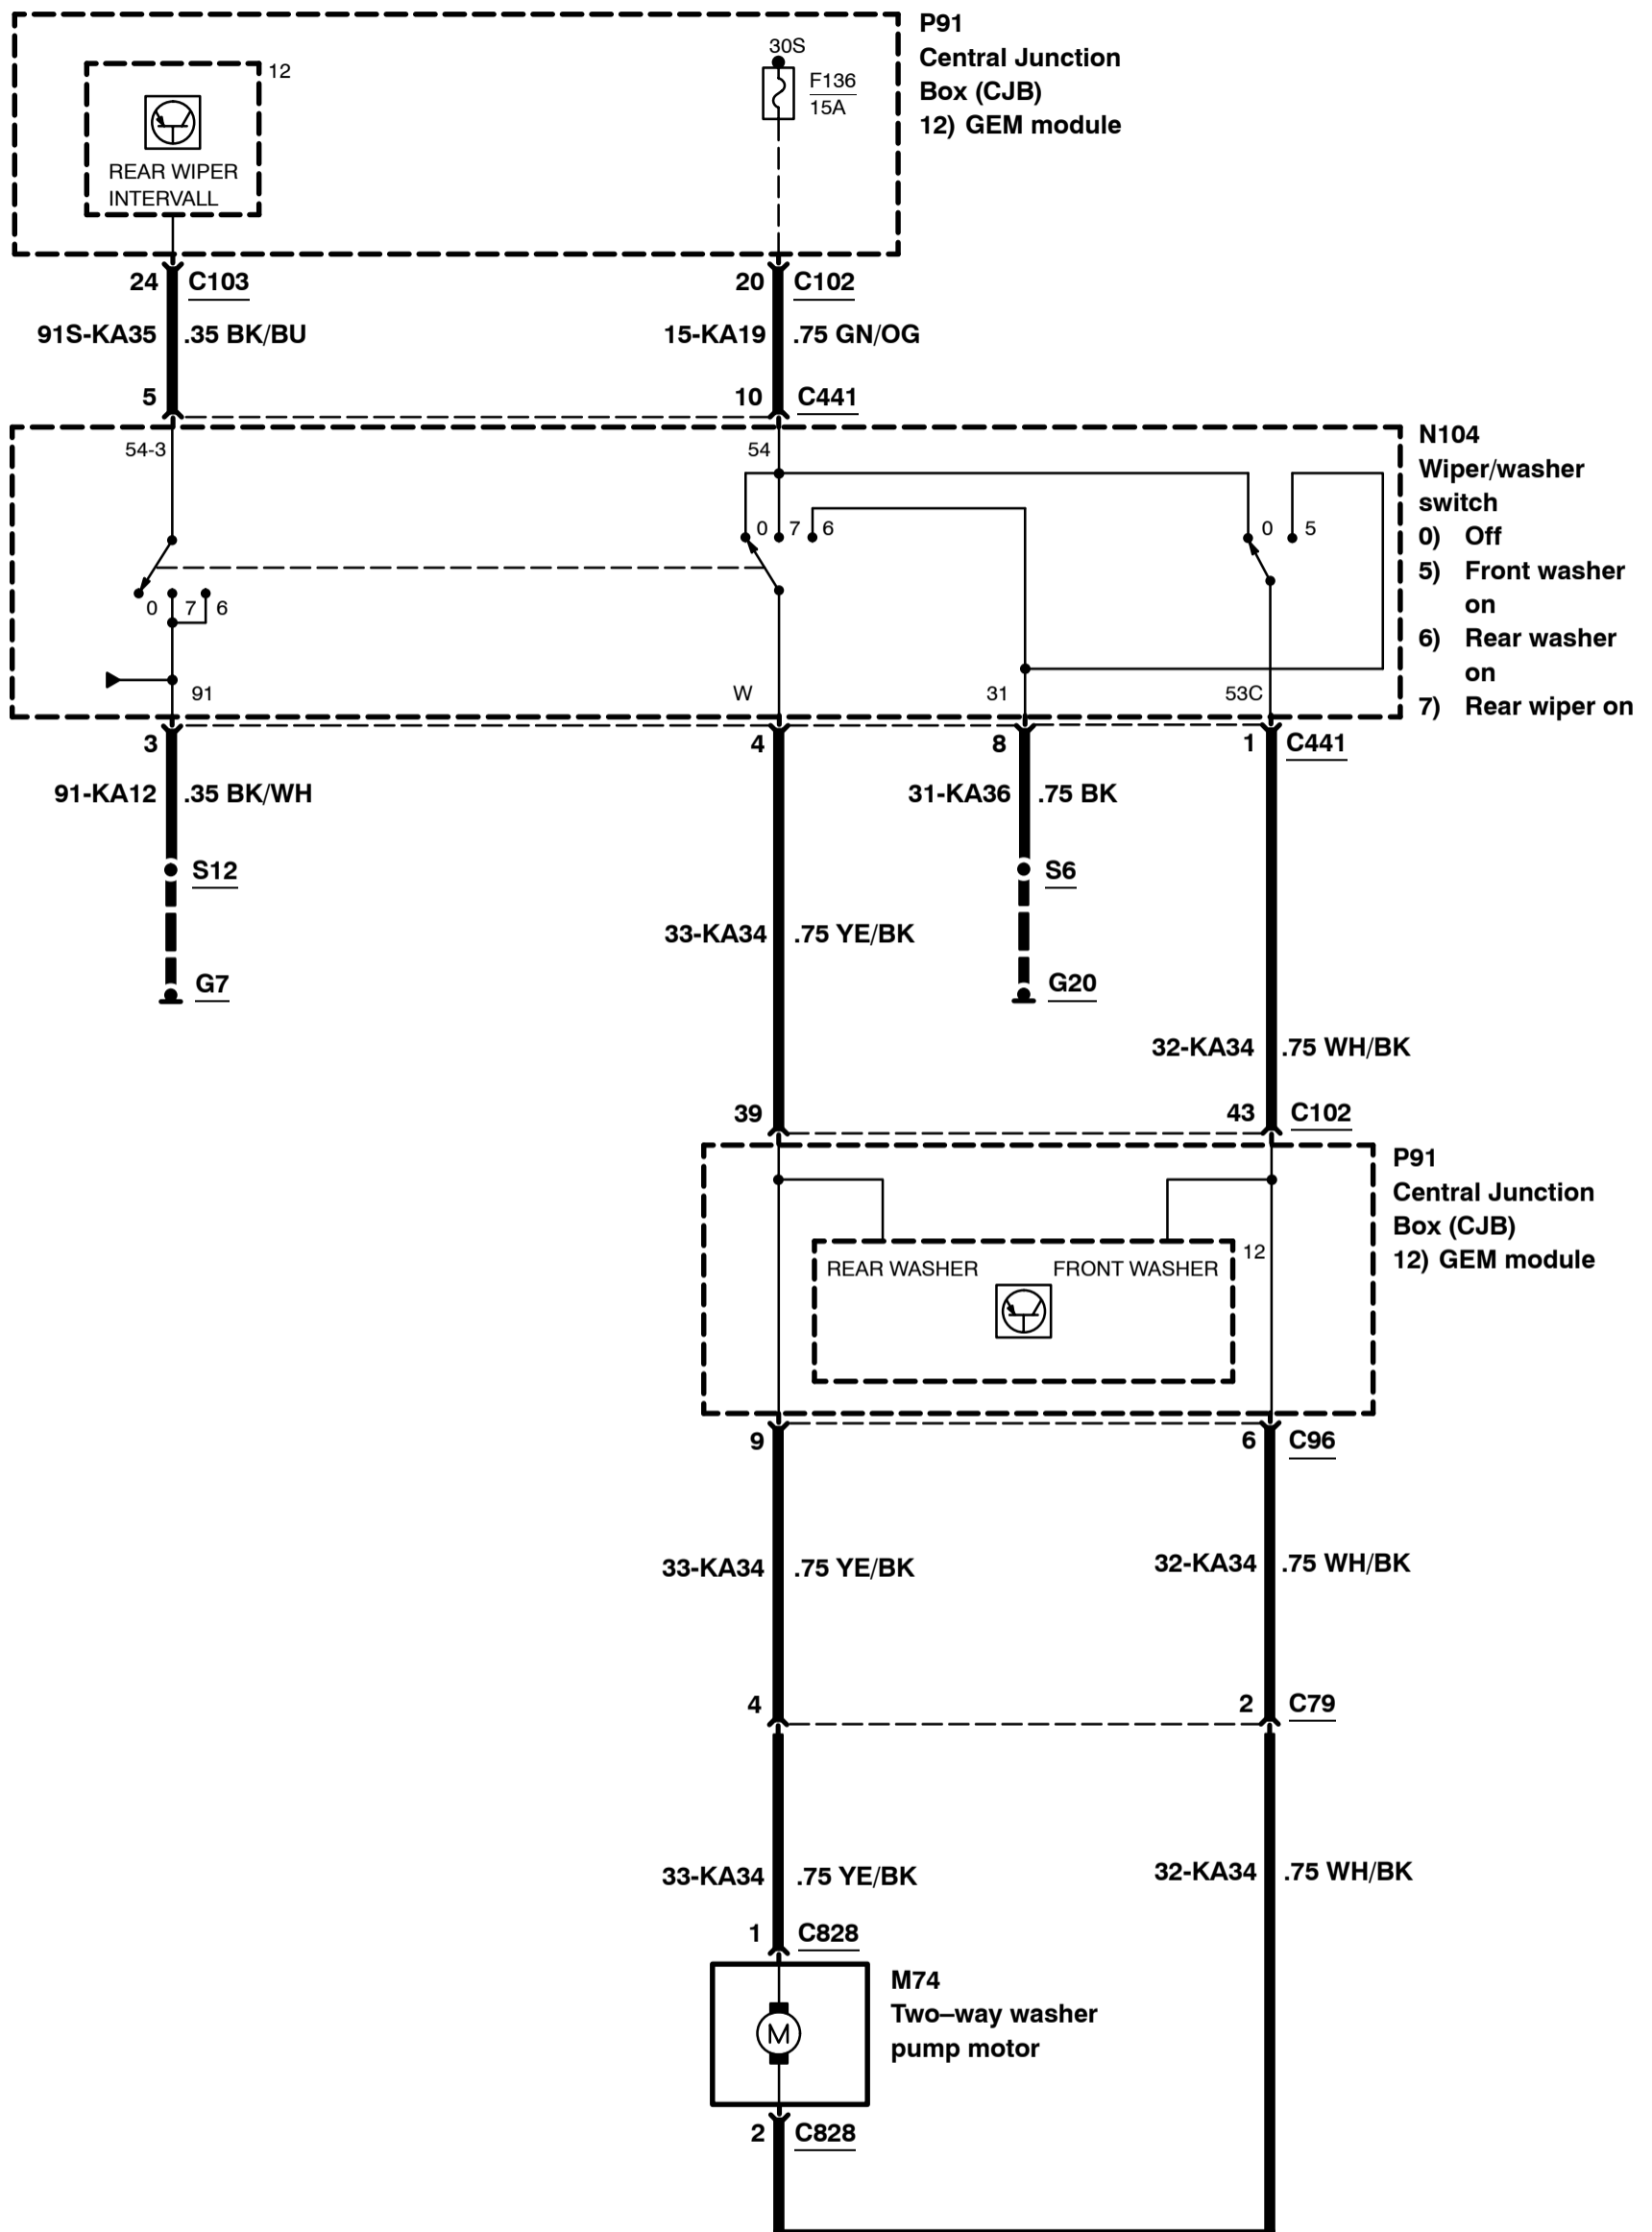 P91
Central Junction
Box (CJB)
12) GEM module
12
REAR WIPER
INTERVALL
30S
F136
15A
24 C103
20 C102
91S-KA35 .35 BK/BU
15-KA19 .75 GN/OG
5
10 C441
N104
Wiper/washer
switch
0) Off
5) Front washer
on
6) Rear washer
on
7) Rear wiper on
54-3
54
0 7 6
0 5
0 7 6
91
W
31
53C
3
4
8
1 C441
91-KA12 .35 BK/WH
31-KA36 .75 BK
S12
S6
33-KA34 .75 YE/BK
G7
G20
32-KA34 .75 WH/BK
39
43 C102
P91
Central Junction
Box (CJB)
12) GEM module
12
REAR WASHER FRONT WASHER
9
6 C96
33-KA34 .75 YE/BK
32-KA34 .75 WH/BK
4
2 C79
33-KA34 .75 YE/BK
32-KA34 .75 WH/BK
1 C828
M74
Two–way washer
pump motor
M
2 C828